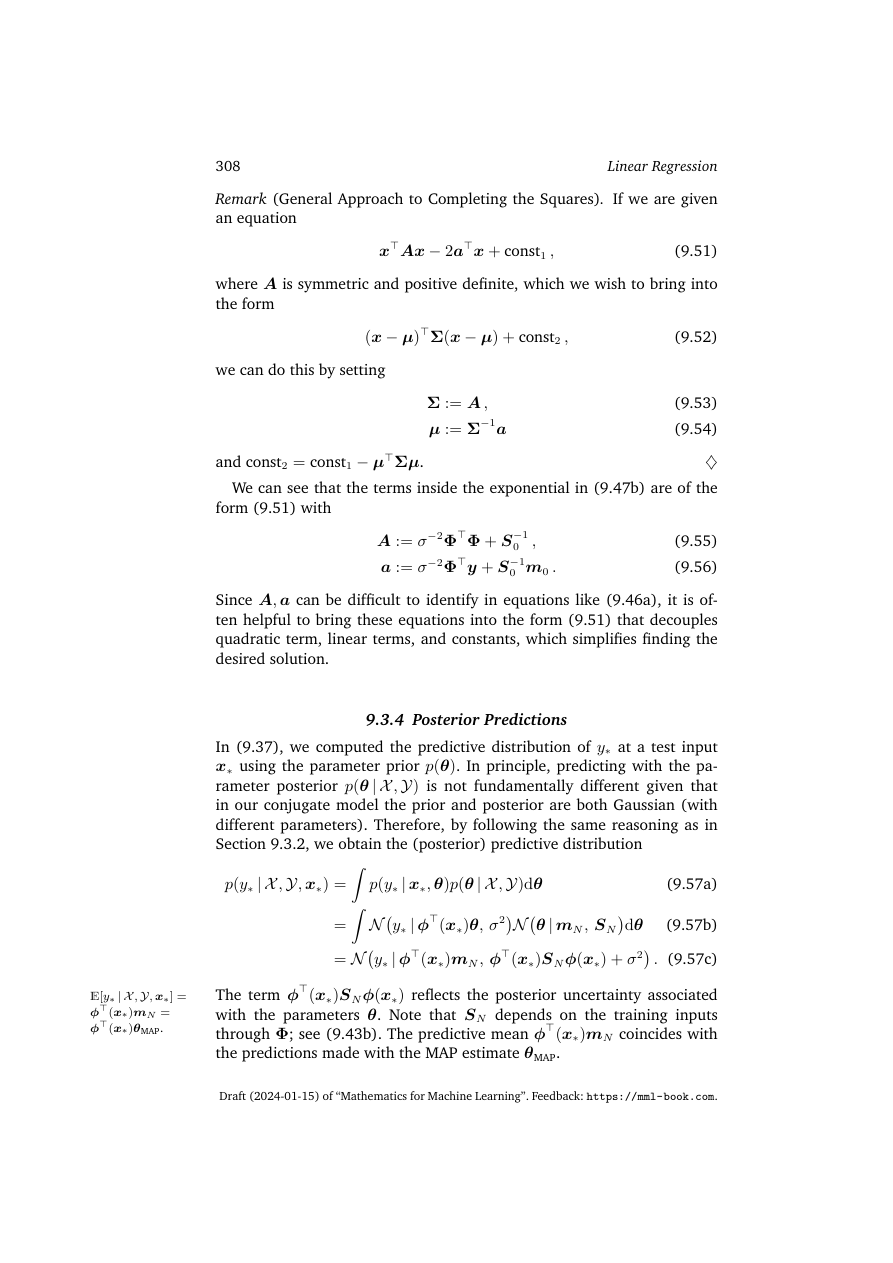 308 Linear Regression
Remark (General Approach to Completing the Squares). If we are given
an equation
x⊤Ax − 2a⊤x + const₁ , (9.51)
where A is symmetric and positive definite, which we wish to bring into
the form
(x − μ)⊤Σ(x − μ) + const₂ , (9.52)
we can do this by setting
Σ := A , (9.53)
μ := Σ⁻¹a (9.54)
and const₂ = const₁ − μ⊤Σμ. ♢
We can see that the terms inside the exponential in (9.47b) are of the
form (9.51) with
A := σ⁻²Φ⊤Φ + S₀⁻¹ , (9.55)
a := σ⁻²Φ⊤y + S₀⁻¹m₀ . (9.56)
Since A, a can be difficult to identify in equations like (9.46a), it is of-
ten helpful to bring these equations into the form (9.51) that decouples
quadratic term, linear terms, and constants, which simplifies finding the
desired solution.
9.3.4 Posterior Predictions
In (9.37), we computed the predictive distribution of y∗ at a test input
x∗ using the parameter prior p(θ). In principle, predicting with the pa-
rameter posterior p(θ | 𝒳, 𝒴) is not fundamentally different given that
in our conjugate model the prior and posterior are both Gaussian (with
different parameters). Therefore, by following the same reasoning as in
Section 9.3.2, we obtain the (posterior) predictive distribution
p(y∗ | 𝒳, 𝒴, x∗) = ∫ p(y∗ | x∗, θ)p(θ | 𝒳, 𝒴)dθ (9.57a)
= ∫ 𝒩(y∗ | ϕ⊤(x∗)θ, σ²)𝒩(θ | m_N, S_N)dθ (9.57b)
= 𝒩(y∗ | ϕ⊤(x∗)m_N, ϕ⊤(x∗)S_Nϕ(x∗) + σ²) . (9.57c)
𝔼[y∗ | 𝒳, 𝒴, x∗] =
ϕ⊤(x∗)m_N =
ϕ⊤(x∗)θ_MAP.
The term ϕ⊤(x∗)S_Nϕ(x∗) reflects the posterior uncertainty associated
with the parameters θ. Note that S_N depends on the training inputs
through Φ; see (9.43b). The predictive mean ϕ⊤(x∗)m_N coincides with
the predictions made with the MAP estimate θ_MAP.
Draft (2024-01-15) of “Mathematics for Machine Learning”. Feedback: https://mml-book.com.